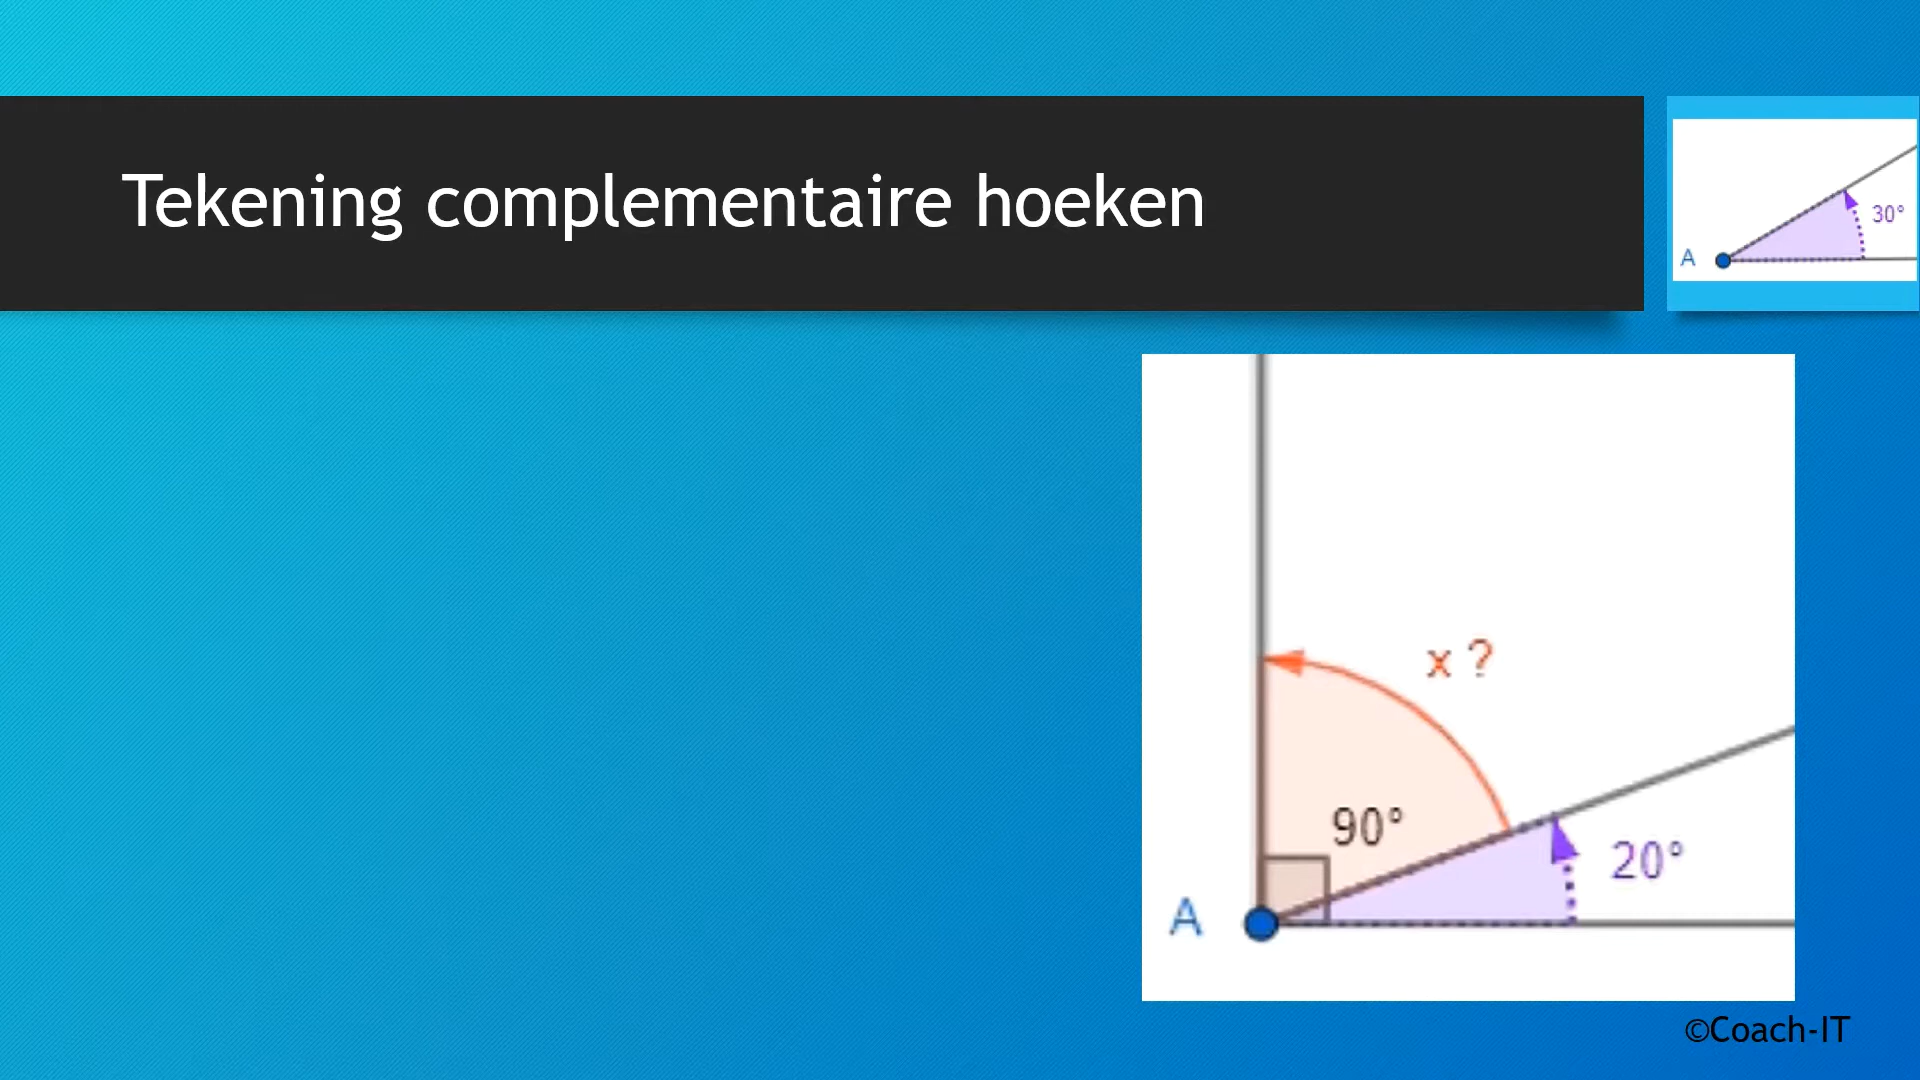 Tekening complementaire hoeken
30°
A
x ?
90°
20°
A
©Coach-IT